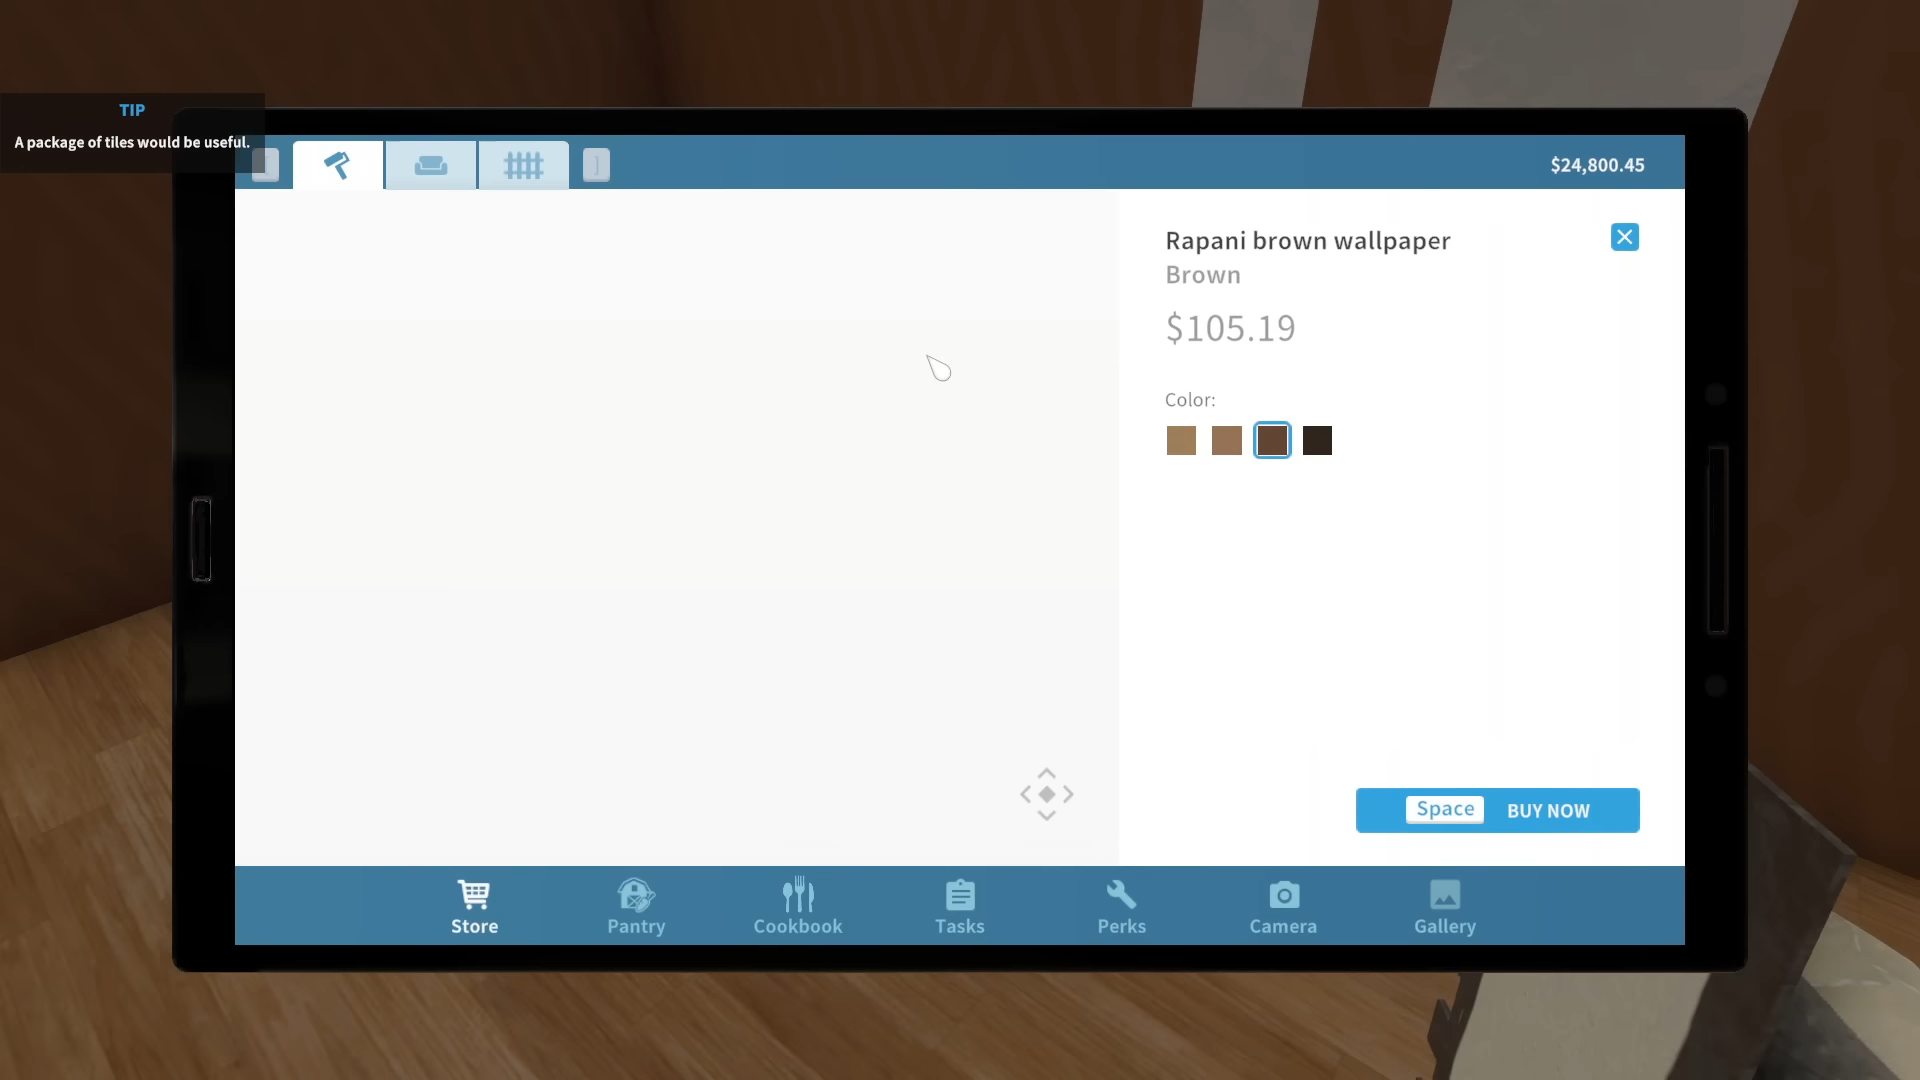 TIP
A package of tiles would be useful.
]
$24,800.45
Rapani brown wallpaper
Brown
$105.19
Color:
Space BUY NOW
Store Pantry Cookbook Tasks Perks Camera Gallery